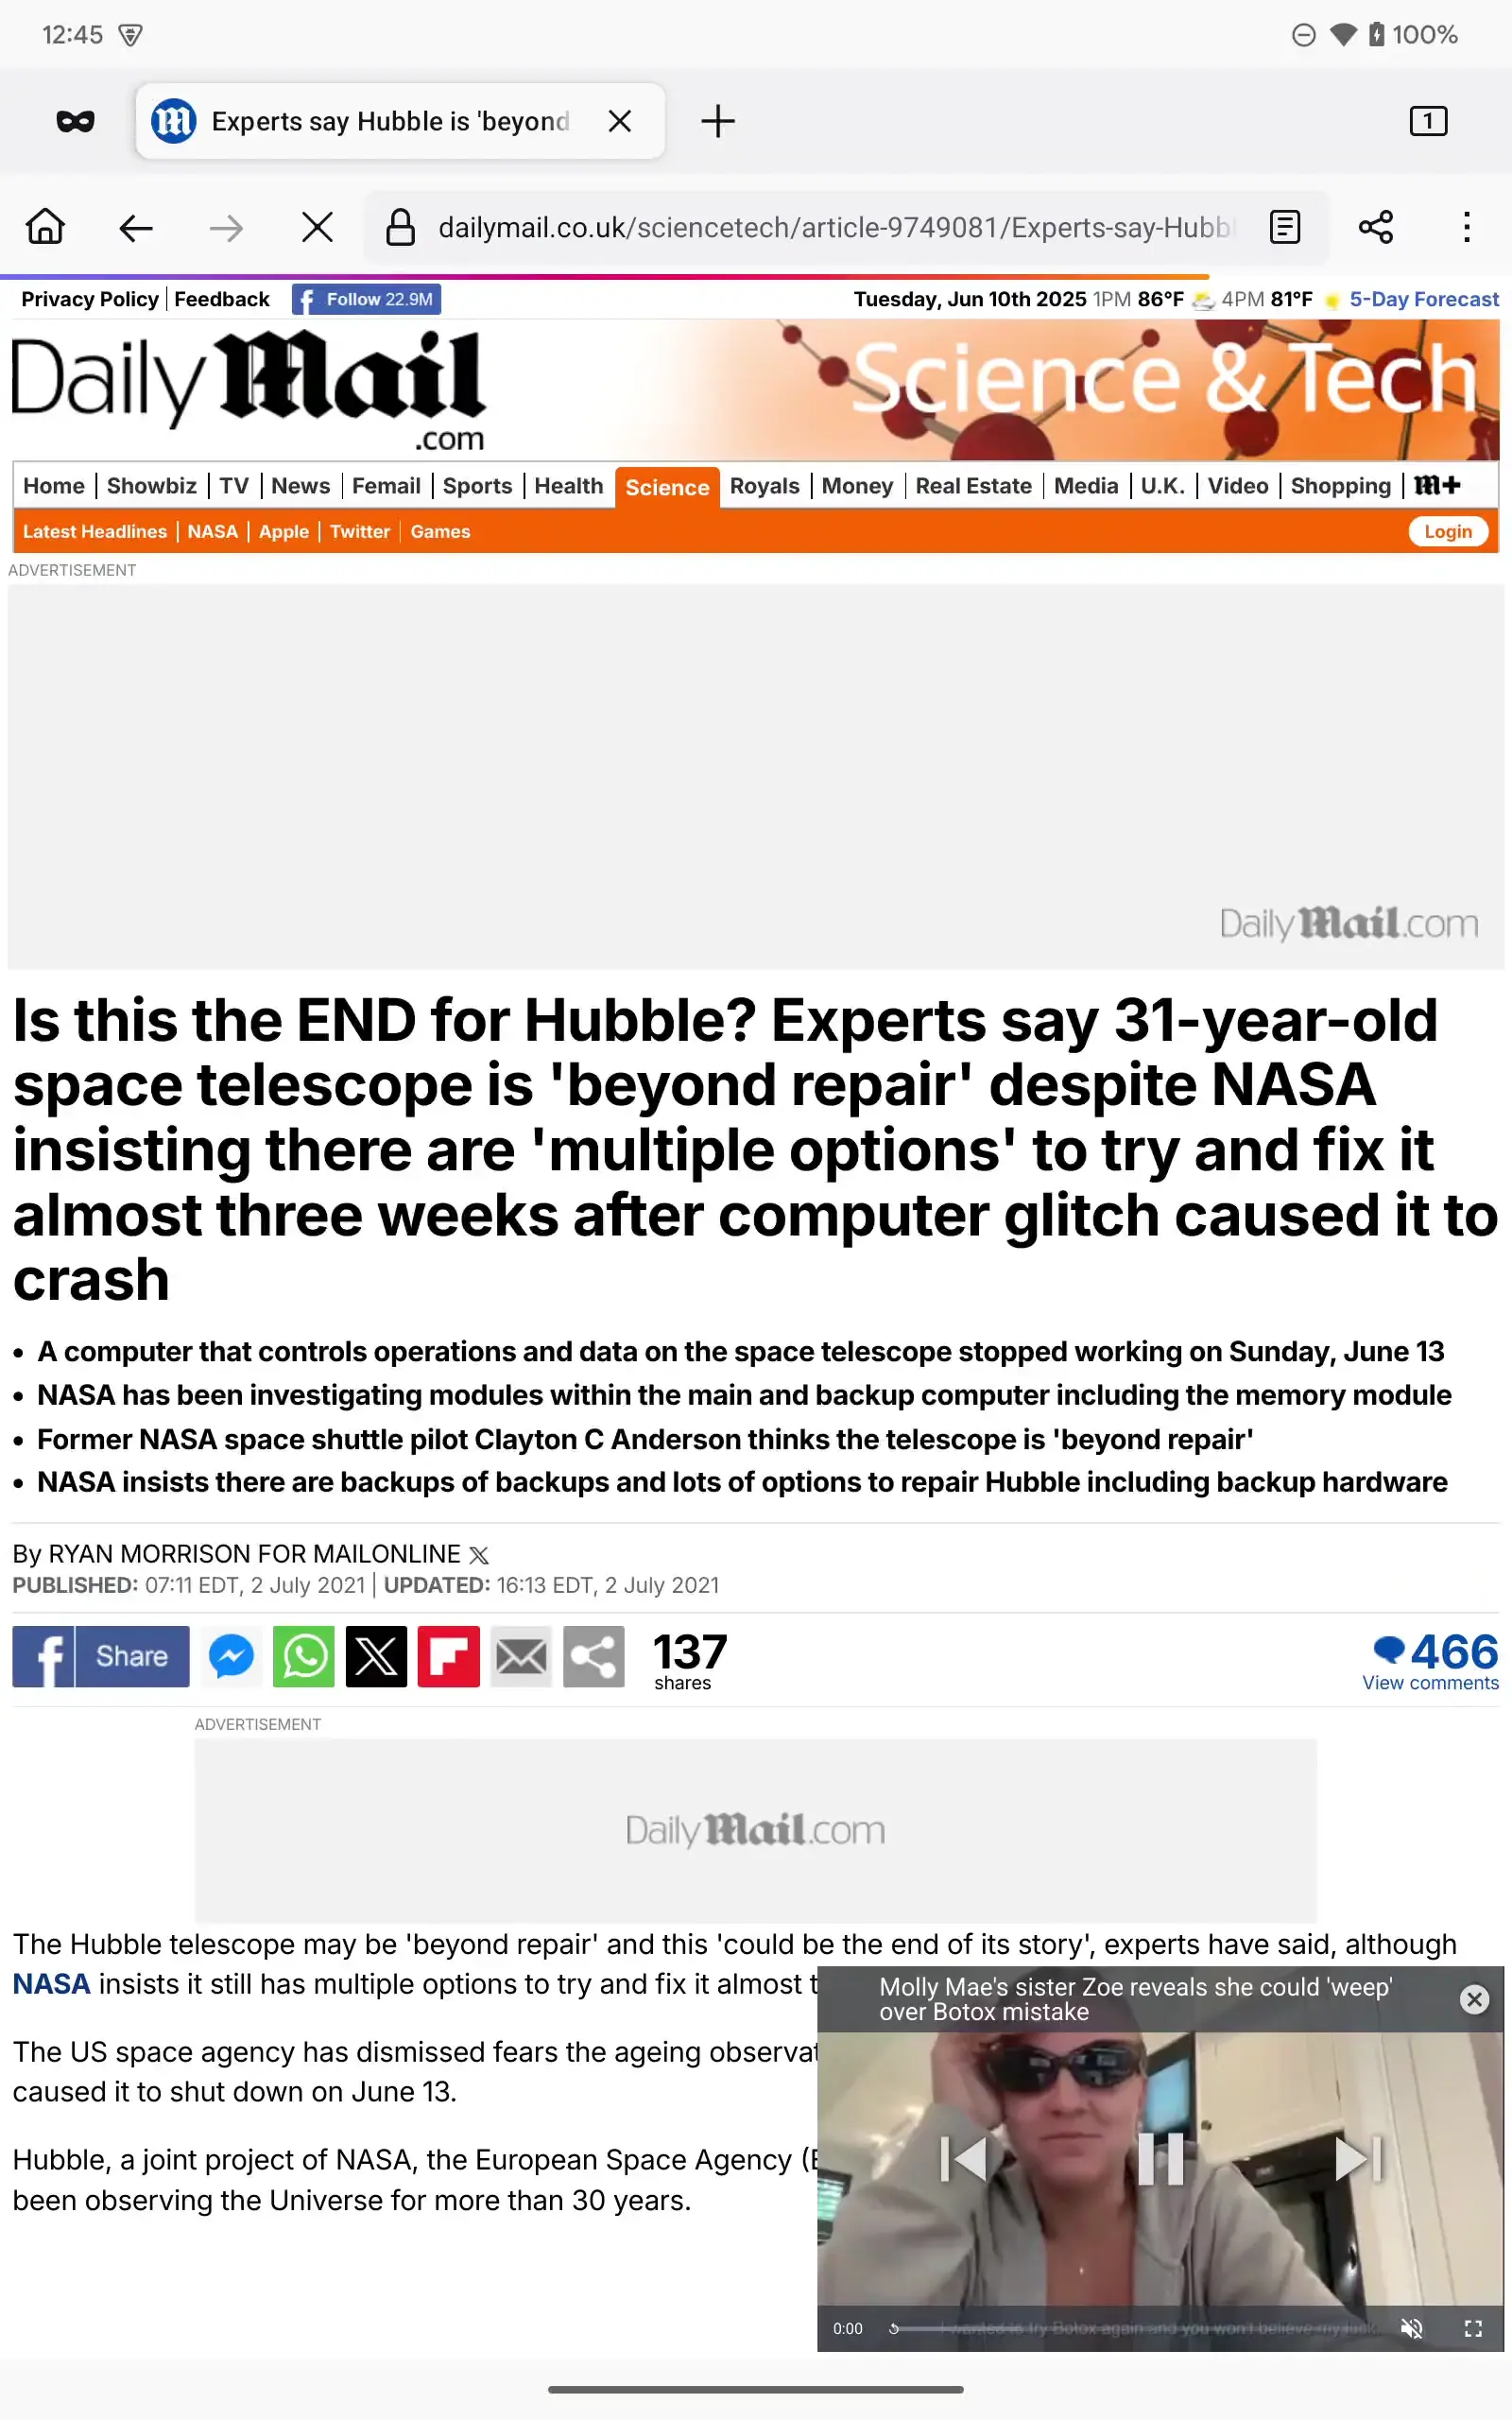 12:45
100%
Experts say Hubble is 'beyond
1
dailymail.co.uk/sciencetech/article-9749081/Experts-say-Hubbl
Privacy Policy | Feedback
Follow 22.9M
Tuesday, Jun 10th 2025 1PM 86°F 4PM 81°F 5-Day Forecast
Daily Mail
.com
Science & Tech
Home | Showbiz | TV | News | Femail | Sports | Health | Science | Royals | Money | Real Estate | Media | U.K. | Video | Shopping | m+
Latest Headlines | NASA | Apple | Twitter | Games
Login
ADVERTISEMENT
Daily Mail.com
Is this the END for Hubble? Experts say 31-year-old
space telescope is 'beyond repair' despite NASA
insisting there are 'multiple options' to try and fix it
almost three weeks after computer glitch caused it to
crash
• A computer that controls operations and data on the space telescope stopped working on Sunday, June 13
• NASA has been investigating modules within the main and backup computer including the memory module
• Former NASA space shuttle pilot Clayton C Anderson thinks the telescope is 'beyond repair'
• NASA insists there are backups of backups and lots of options to repair Hubble including backup hardware
By RYAN MORRISON FOR MAILONLINE
PUBLISHED: 07:11 EDT, 2 July 2021 | UPDATED: 16:13 EDT, 2 July 2021
Share
137
shares
466
View comments
ADVERTISEMENT
Daily Mail.com
The Hubble telescope may be 'beyond repair' and this 'could be the end of its story', experts have said, although
NASA insists it still has multiple options to try and fix it almost
The US space agency has dismissed fears the ageing observat
caused it to shut down on June 13.
Hubble, a joint project of NASA, the European Space Agency (
been observing the Universe for more than 30 years.
Molly Mae's sister Zoe reveals she could 'weep'
over Botox mistake
0:00
I wanted to try Botox again and you won't believe my luck